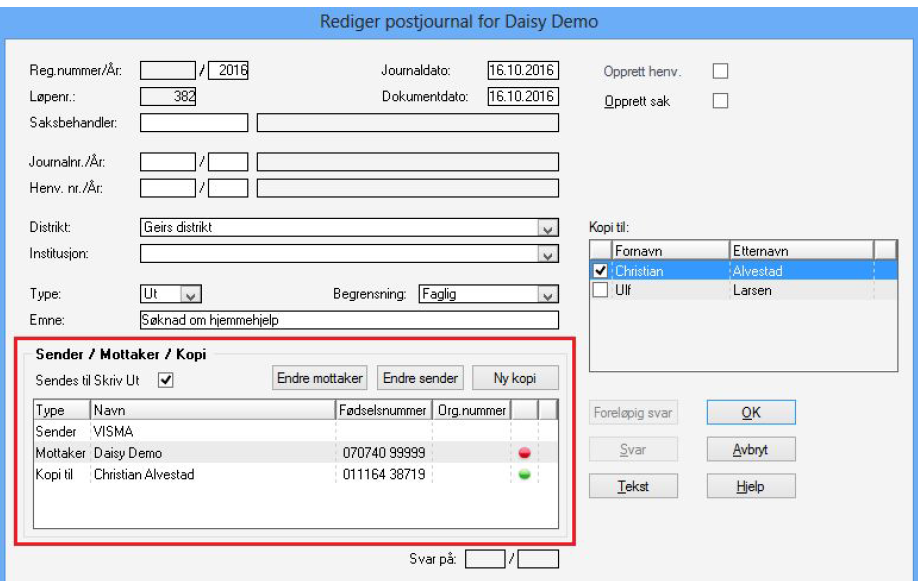 Rediger postjournal for Daisy Demo
Reg.nummer/År: / 2016 Journaldato: 16.10.2016 Opprett henv.
Løpenr.: 382 Dokumentdato: 16.10.2016 Opprett sak
Saksbehandler:
Journalnr./År: /
Henv. nr./År: /
Distrikt: Geirs distrikt Kopi til:
Institusjon: Fornavn Etternavn
Christian Alvestad
Type: Ut Begrensning: Faglig Ulf Larsen
Emne: Søknad om hjemmehjelp
Sender / Mottaker / Kopi
Sendes til Skriv Ut Endre mottaker Endre sender Ny kopi
Type Navn Fødselsnummer Org.nummer Foreløpig svar OK
Sender VISMA
Mottaker Daisy Demo 070740 99999 Svar Avbryt
Kopi til Christian Alvestad 011164 38719
Tekst Hjelp
Svar på: /